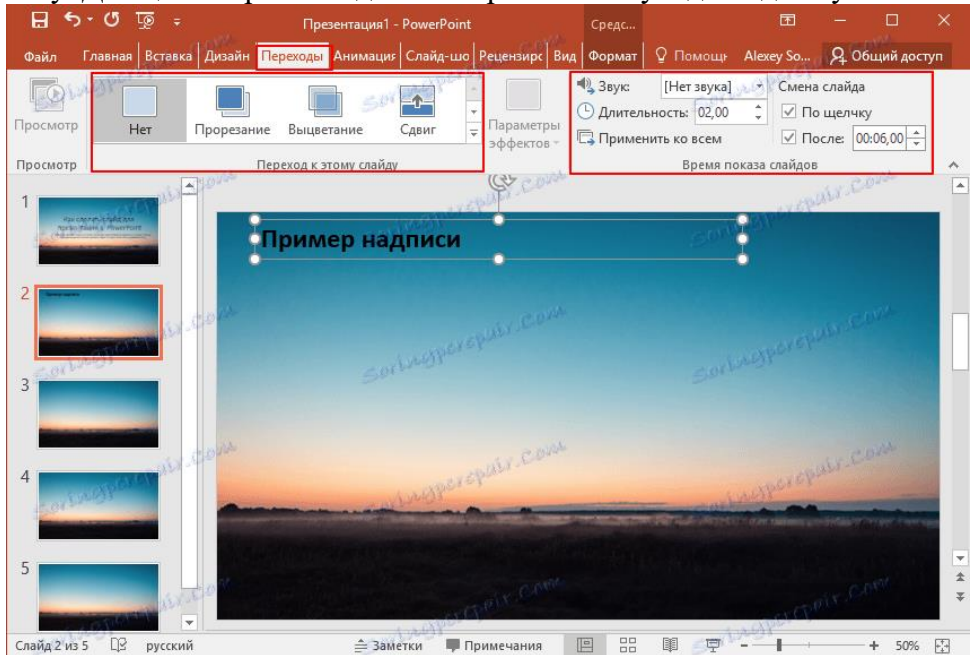 Презентация1 - PowerPoint
Средс...
Файл
Главная
Вставка
Дизайн
Переходы
Анимация
Слайд-шо
Рецензирс
Вид
Формат
Помощь
Alexey So...
Общий доступ
Просмотр
Нет
Прорезание
Выцветание
Сдвиг
Параметры
эффектов
Звук: [Нет звука]
Длительность: 02,00
Применить ко всем
Смена слайда
По щелчку
После: 00:06,00
Просмотр
Переход к этому слайду
Время показа слайдов
1
2
3
4
5
Пример надписи
Слайд 2 из 5
русский
Заметки
Примечания
50%